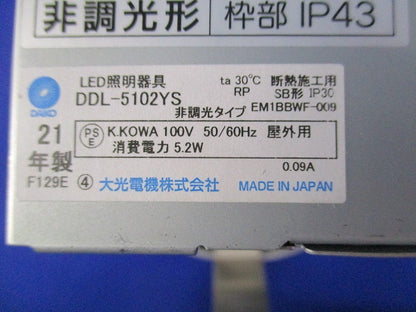 非調光形 枠部 IP43
LED照明器具 ta 30℃ 断熱施工用
DDL-5102YS RP SB形 IP30
非調光タイプ EM1BBWF-009
DAIKO
21 PSE K.KOWA 100V 50/60Hz 屋外用
年製 消費電力 5.2W
0.09A
F129E ④ 大光電機株式会社 MADE IN JAPAN